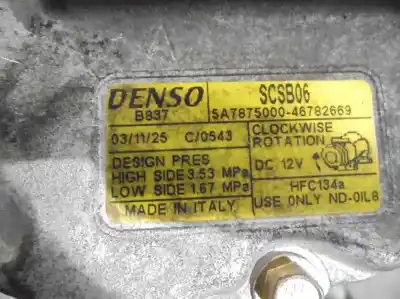 DENSO
SCSB06
B837
5A7875000-46782669
03/11/25 C/0543
CLOCKWISE
ROTATION
DESIGN PRES
DC 12V
HIGH SIDE 3.53 MPa
LOW SIDE 1.67 MPa
HFC134a
MADE IN ITALY
USE ONLY ND-OIL8